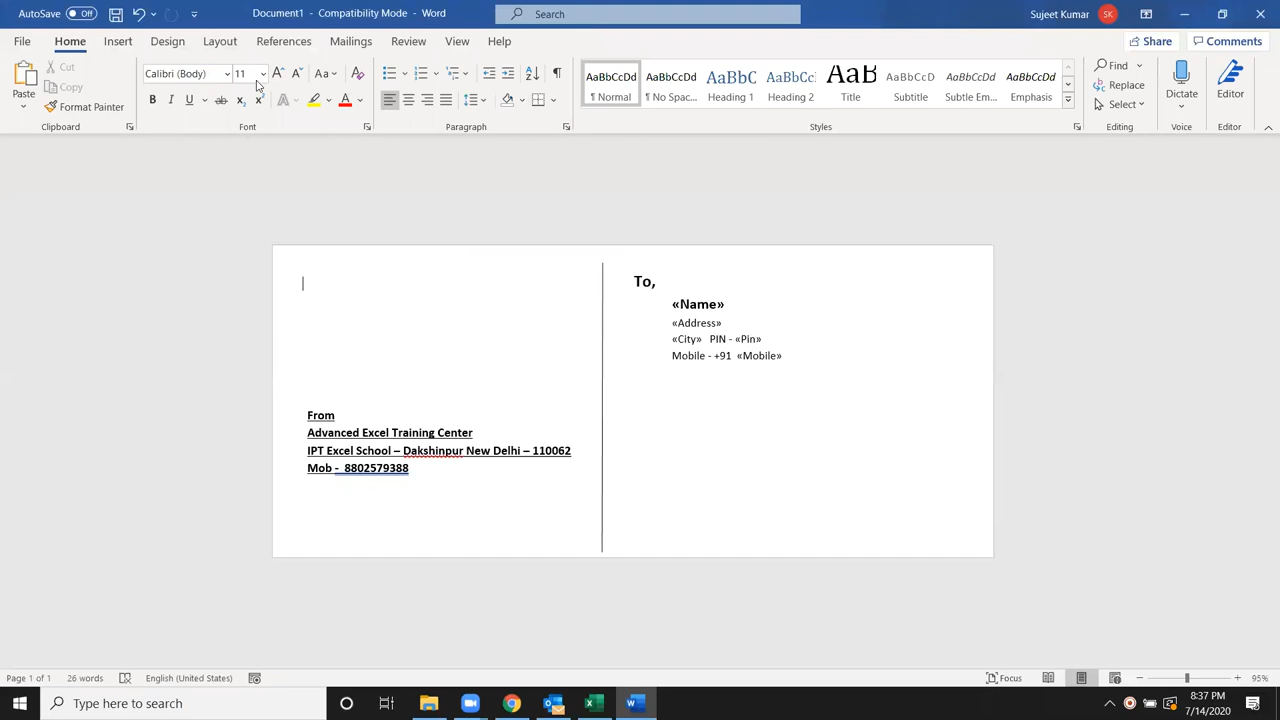 AutoSave Off
Document1 - Compatibility Mode - Word
Search
Sujeet Kumar SK
File Home Insert Design Layout References Mailings Review View Help
Share Comments
Paste
Cut
Copy
Format Painter
Clipboard
Calibri (Body) 11
Font
Paragraph
AaBbCcDd AaBbCcDd AaBbC AaBbCc AaB AaBbCcD AaBbCcDd AaBbCcDd
¶ Normal ¶ No Spac... Heading 1 Heading 2 Title Subtitle Subtle Em... Emphasis
Styles
Find
Replace
Select
Editing
Dictate
Voice
Editor
Editor
To,
«Name»
«Address»
«City» PIN - «Pin»
Mobile - +91 «Mobile»
From
Advanced Excel Training Center
IPT Excel School – Dakshinpur New Delhi – 110062
Mob - 8802579388
Page 1 of 1 26 words English (United States)
Focus
95%
Type here to search
8:37 PM
7/14/2020